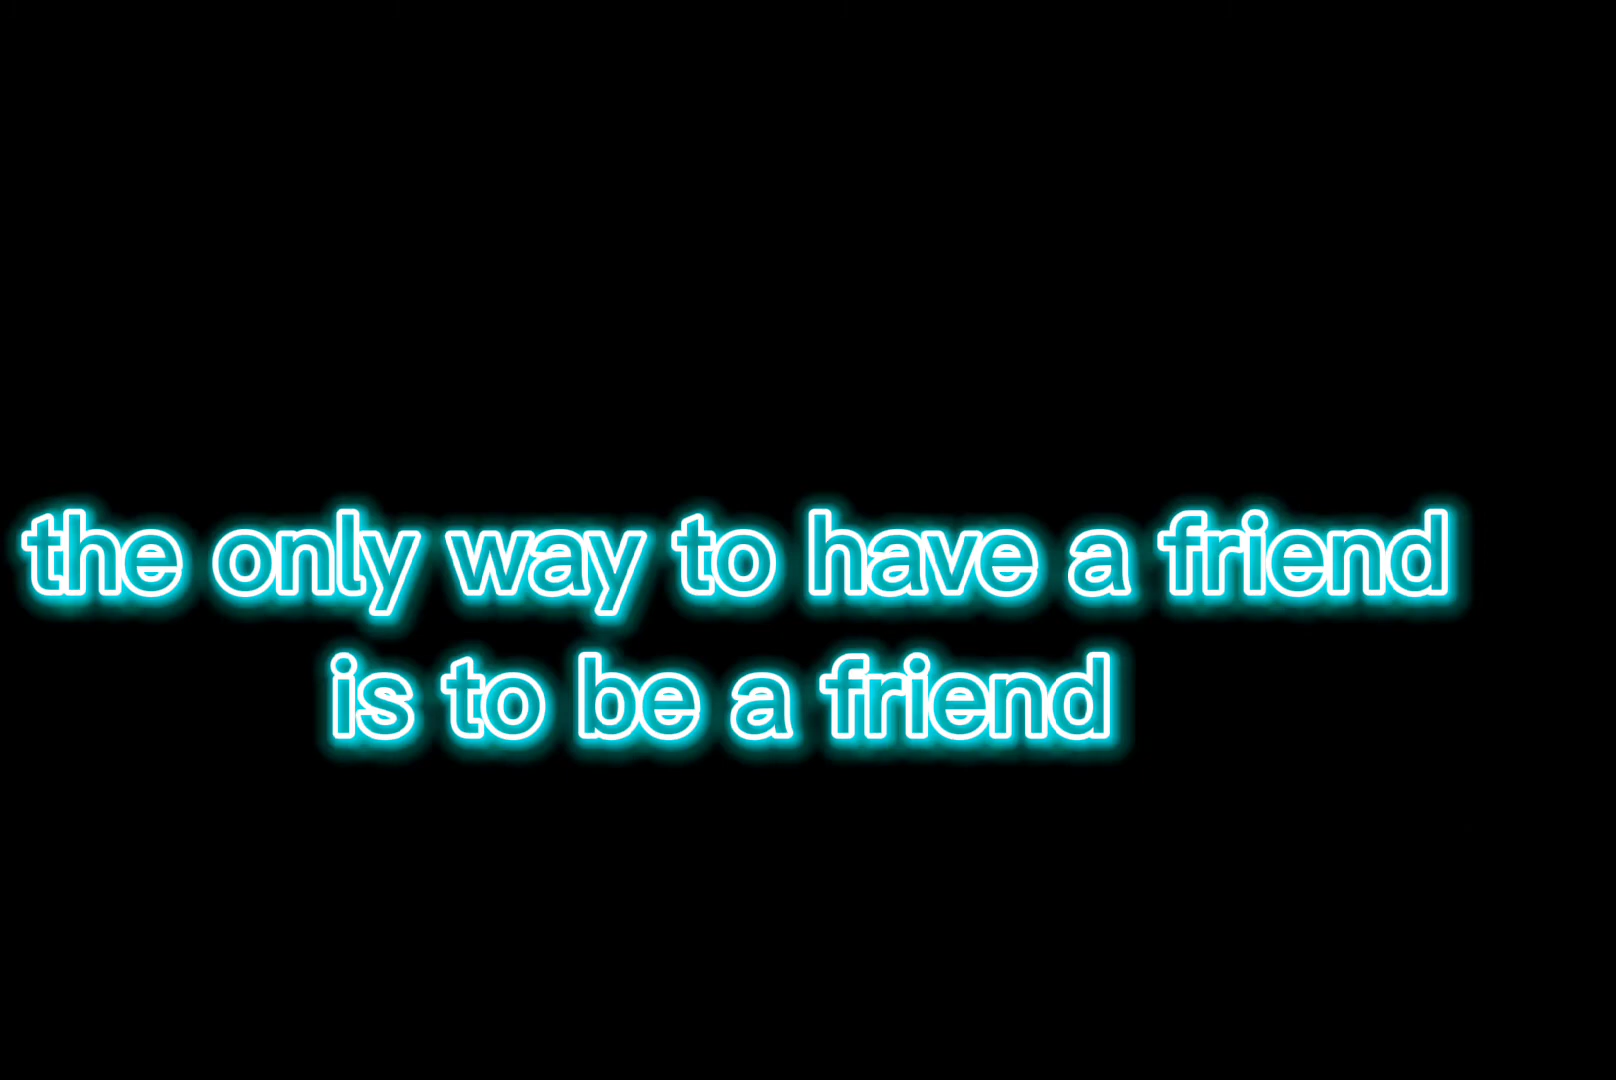 the only way to have a friend
is to be a friend